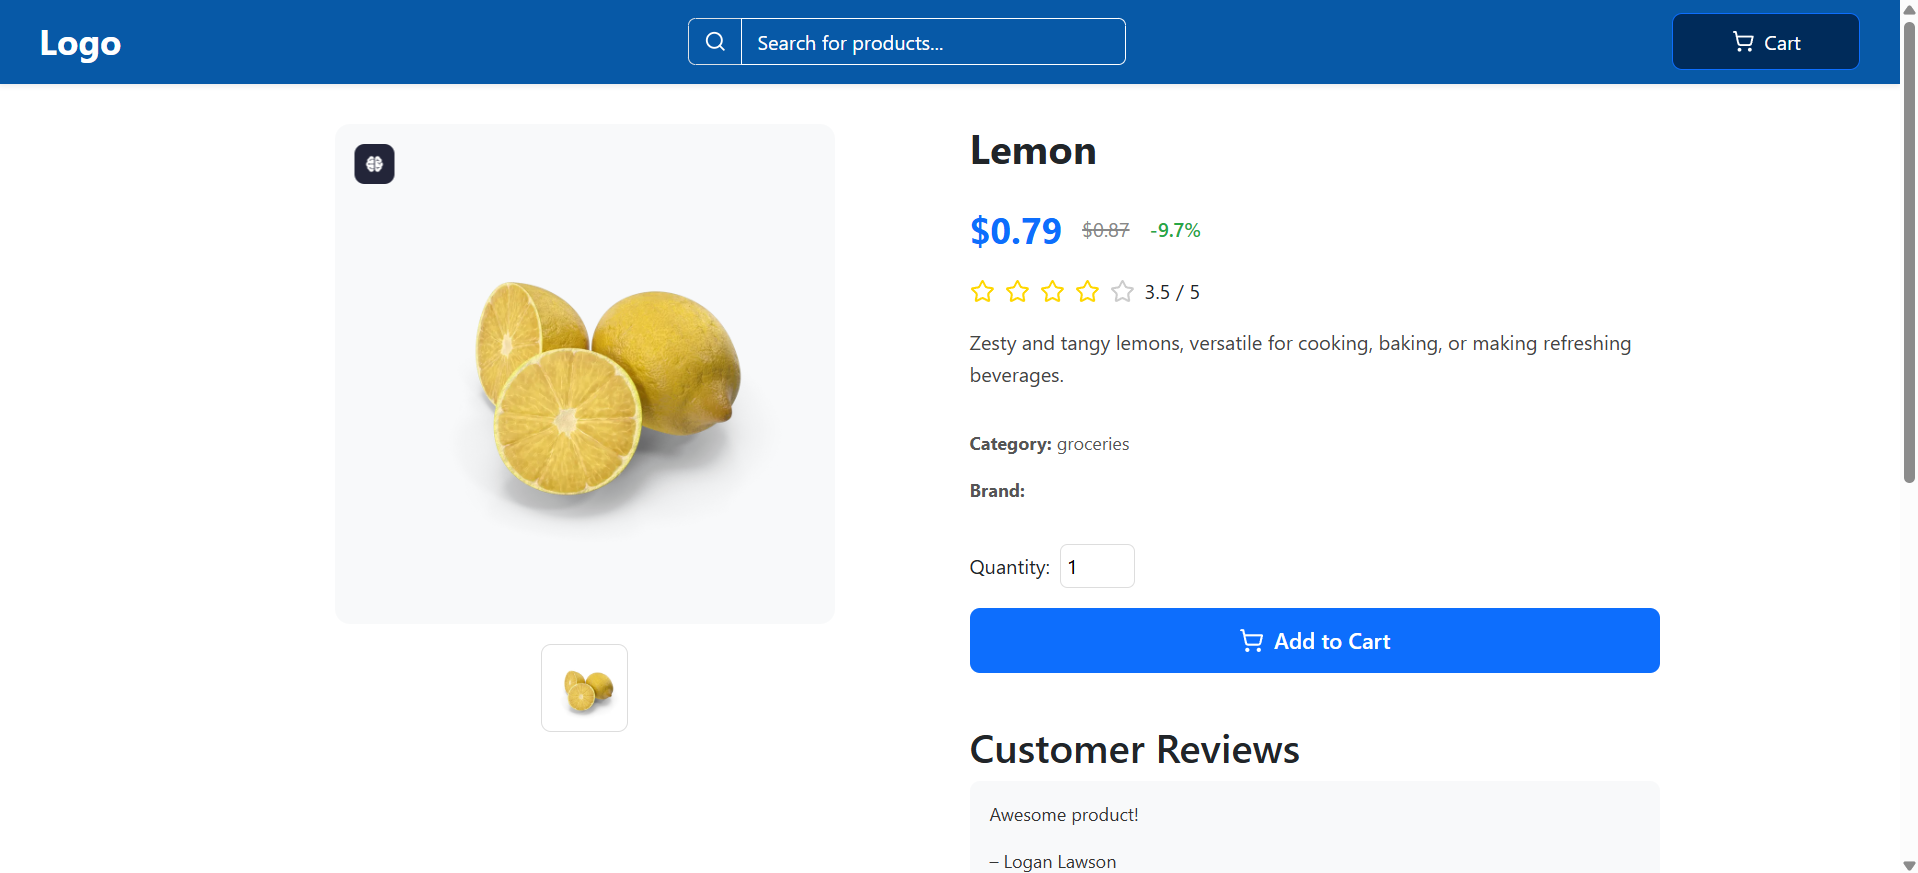 Logo
Search for products...
Cart
Lemon
$0.79 $0.87 -9.7%
3.5 / 5
Zesty and tangy lemons, versatile for cooking, baking, or making refreshing
beverages.
Category: groceries
Brand:
Quantity: 1
Add to Cart
Customer Reviews
Awesome product!
– Logan Lawson